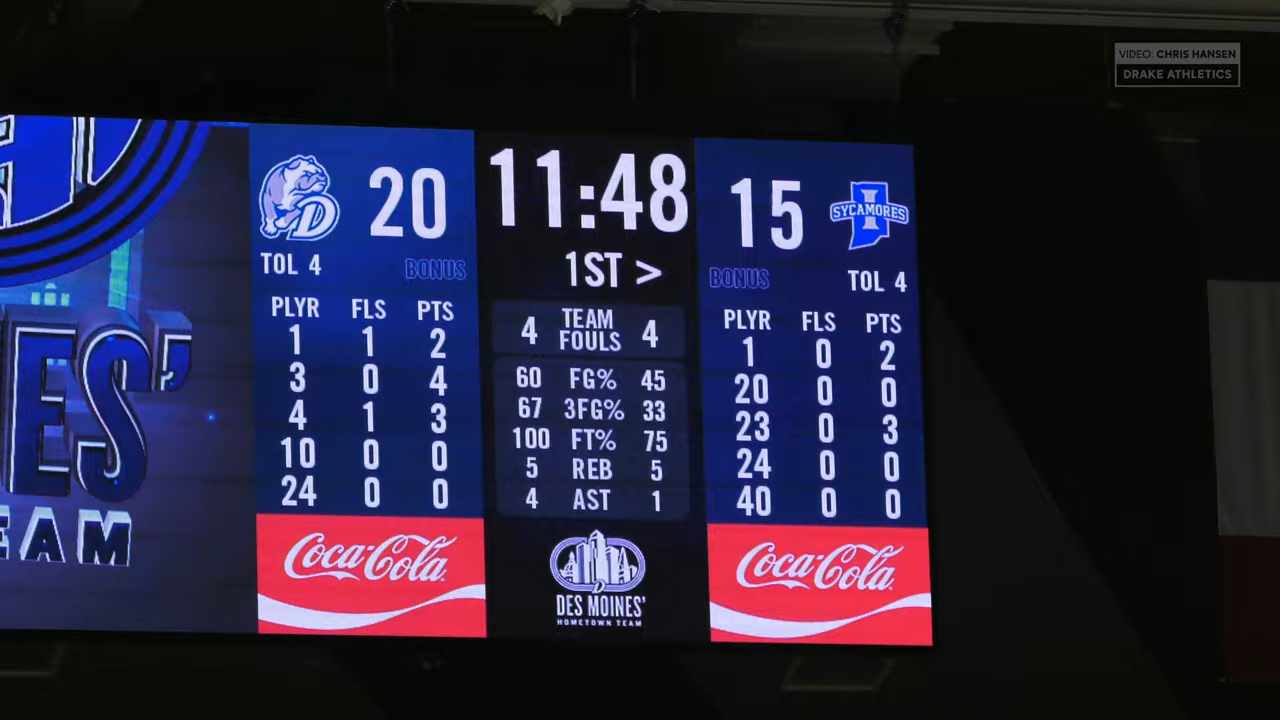 VIDEO: CHRIS HANSEN
DRAKE ATHLETICS
D 20 11:48 15 I SYCAMORES
TOL 4 BONUS 1ST > BONUS TOL 4
PLYR FLS PTS
1 1 2
3 0 4
4 1 3
10 0 0
24 0 0
4 TEAM FOULS 4
60 FG% 45
67 3FG% 33
100 FT% 75
5 REB 5
4 AST 1
PLYR FLS PTS
1 0 2
20 0 0
23 0 3
24 0 0
40 0 0
ES'
EAM
Coca-Cola
D
DES MOINES'
HOMETOWN TEAM
Coca-Cola